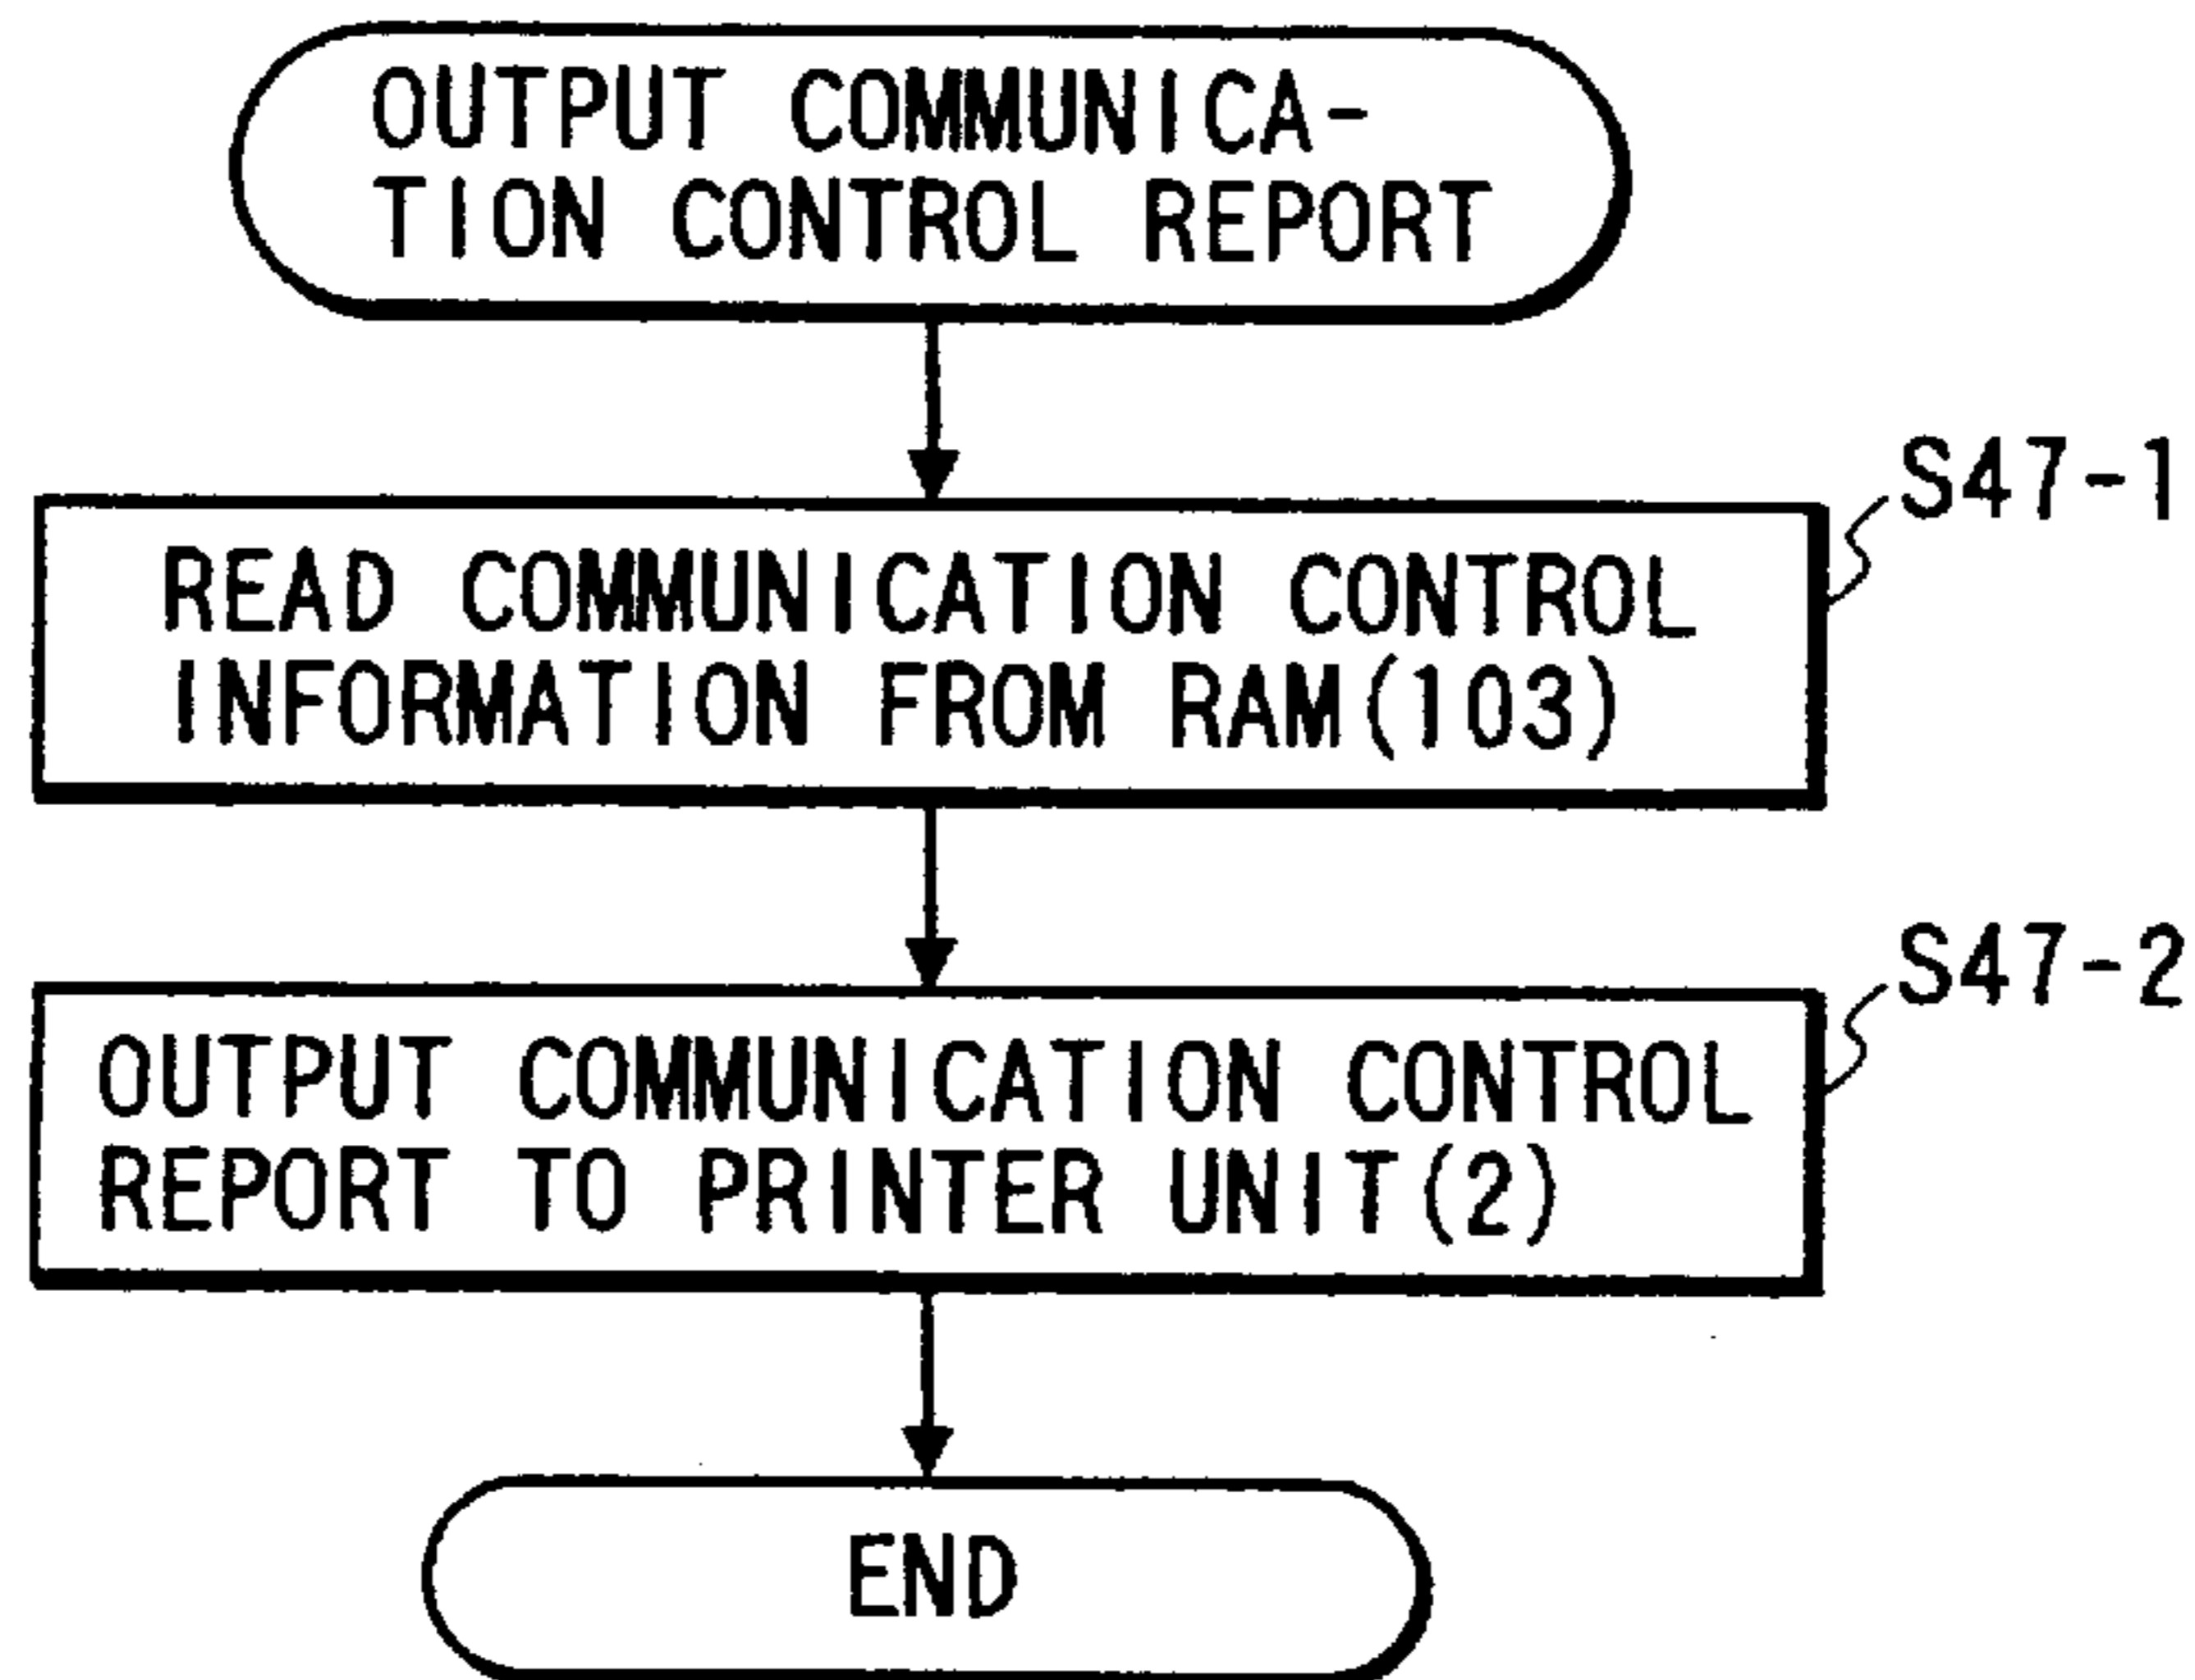 OUTPUT COMMUNICA-
TION CONTROL REPORT
S47-1
READ COMMUNICATION CONTROL
INFORMATION FROM RAM(103)
S47-2
OUTPUT COMMUNICATION CONTROL
REPORT TO PRINTER UNIT(2)
END